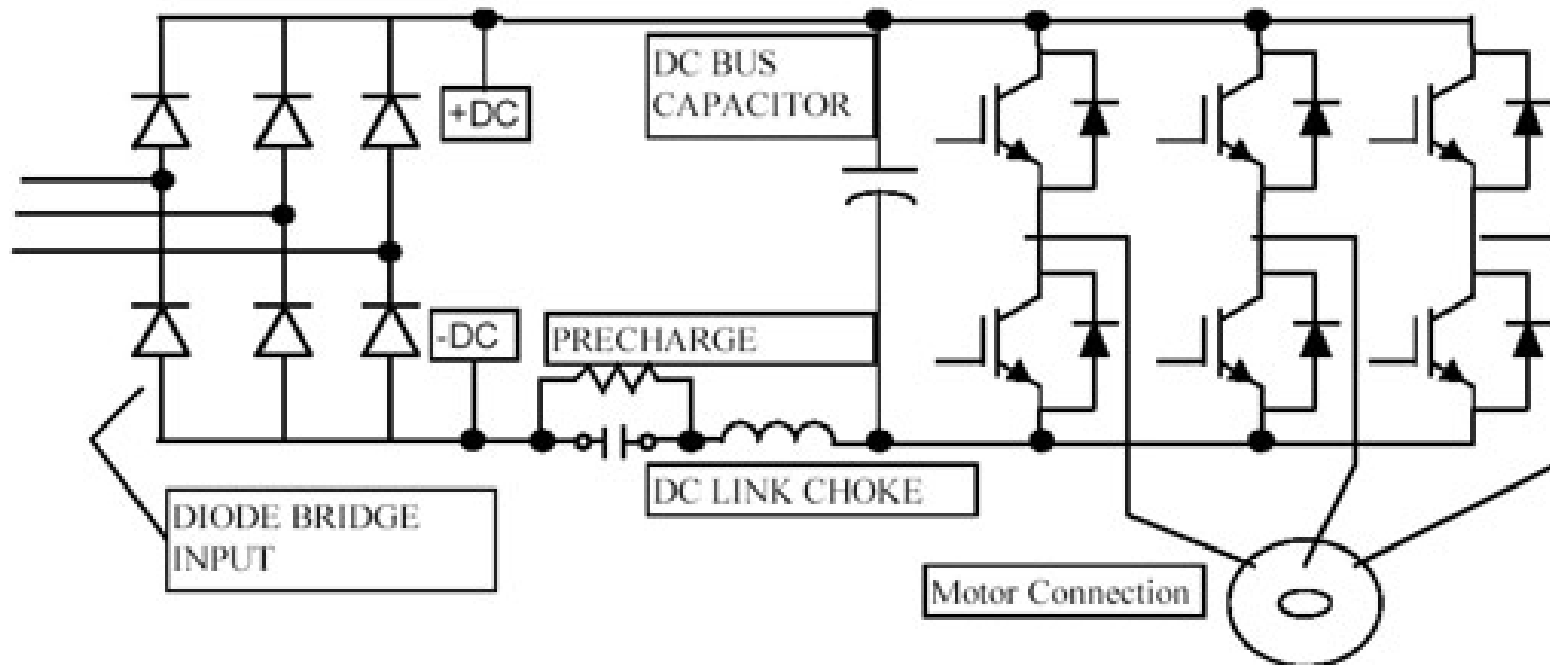 DC BUS
CAPACITOR
+DC
-DC
PRECHARGE
DC LINK CHOKE
DIODE BRIDGE
INPUT
Motor Connection